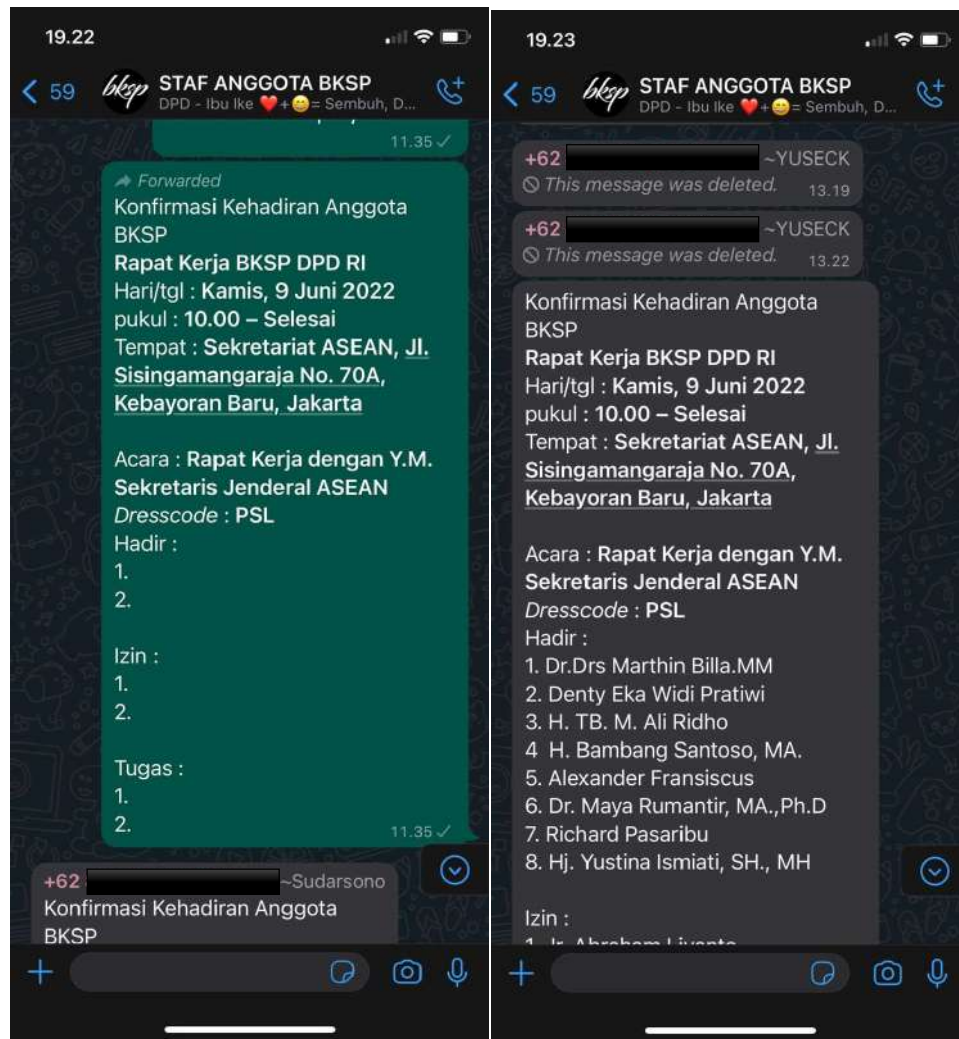 19.22
59
bksp
STAF ANGGOTA BKSP
DPD - Ibu Ike ❤️+😄= Sembuh, D...
11.35 ✓
Forwarded
Konfirmasi Kehadiran Anggota
BKSP
Rapat Kerja BKSP DPD RI
Hari/tgl : Kamis, 9 Juni 2022
pukul : 10.00 – Selesai
Tempat : Sekretariat ASEAN, Jl.
Sisingamangaraja No. 70A,
Kebayoran Baru, Jakarta
Acara : Rapat Kerja dengan Y.M.
Sekretaris Jenderal ASEAN
Dresscode : PSL
Hadir :
1.
2.
Izin :
1.
2.
Tugas :
1.
2.
11.35 ✓
+62
~Sudarsono
Konfirmasi Kehadiran Anggota
BKSP
19.23
59
bksp
STAF ANGGOTA BKSP
DPD - Ibu Ike ❤️+😄= Sembuh, D...
+62
~YUSECK
This message was deleted.
13.19
+62
~YUSECK
This message was deleted.
13.22
Konfirmasi Kehadiran Anggota
BKSP
Rapat Kerja BKSP DPD RI
Hari/tgl : Kamis, 9 Juni 2022
pukul : 10.00 – Selesai
Tempat : Sekretariat ASEAN, Jl.
Sisingamangaraja No. 70A,
Kebayoran Baru, Jakarta
Acara : Rapat Kerja dengan Y.M.
Sekretaris Jenderal ASEAN
Dresscode : PSL
Hadir :
1. Dr.Drs Marthin Billa.MM
2. Denty Eka Widi Pratiwi
3. H. TB. M. Ali Ridho
4 H. Bambang Santoso, MA.
5. Alexander Fransiscus
6. Dr. Maya Rumantir, MA.,Ph.D
7. Richard Pasaribu
8. Hj. Yustina Ismiati, SH., MH
Izin :
1. Ir. Abraham Liyanto